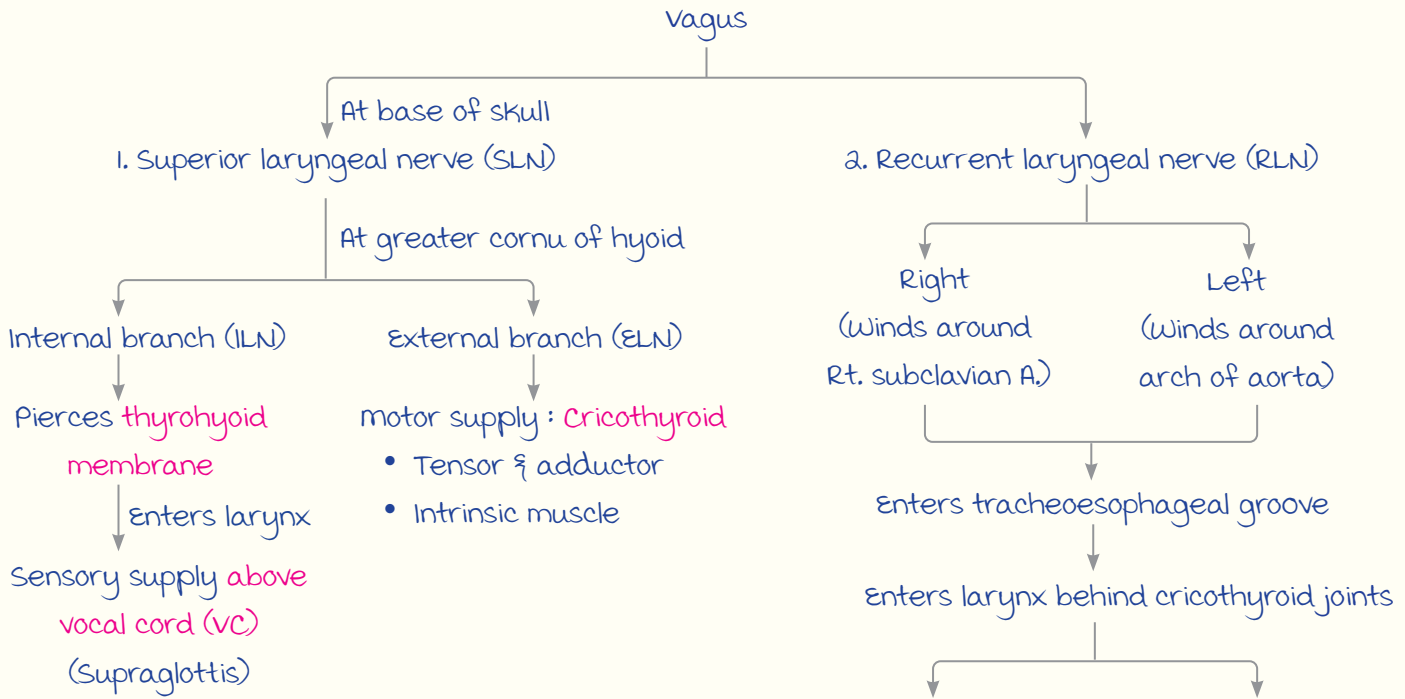 Vagus
At base of skull
1. Superior laryngeal nerve (SLN)
2. Recurrent laryngeal nerve (RLN)
At greater cornu of hyoid
Internal branch (ILN)
External branch (ELN)
Right
(Winds around
Rt. subclavian A.)
Left
(Winds around
arch of aorta)
Pierces thyrohyoid
membrane
Enters larynx
Sensory supply above
vocal cord (VC)
(Supraglottis)
motor supply : Cricothyroid
• Tensor & adductor
• Intrinsic muscle
Enters tracheoesophageal groove
Enters larynx behind cricothyroid joints